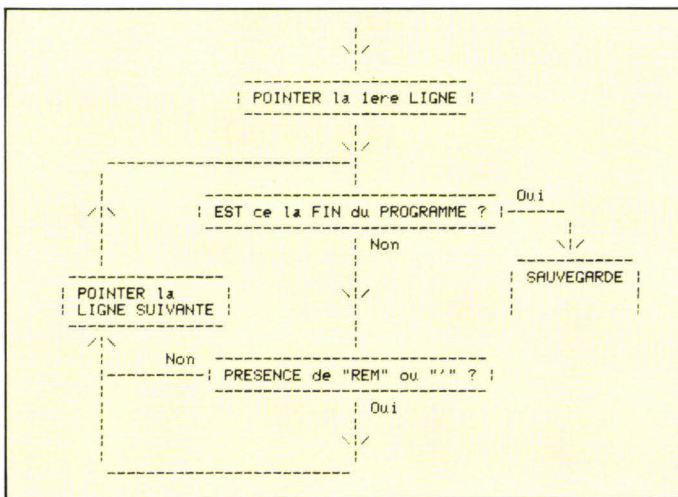 POINTER la 1ere LIGNE
Oui
EST ce la FIN du PROGRAMME ?
Non
SAUVEGARDE
POINTER la
LIGNE SUIVANTE
Non
PRESENCE de "REM" ou "'" ?
Oui